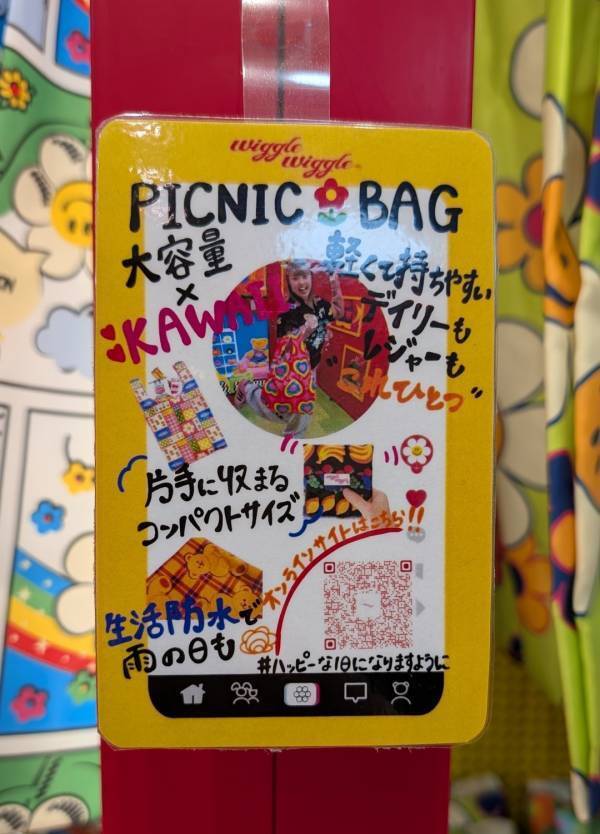 wiggle
wiggle
PICNIC BAG
大容量
×
KAWAII
軽くて持ちやすい
デイリーも
レジャーも
"これひとつ"
片手に収まる
コンパクトサイズ
オンラインサイトはこちら!!
生活防水で
雨の日も
#ハッピーな1日になりますように